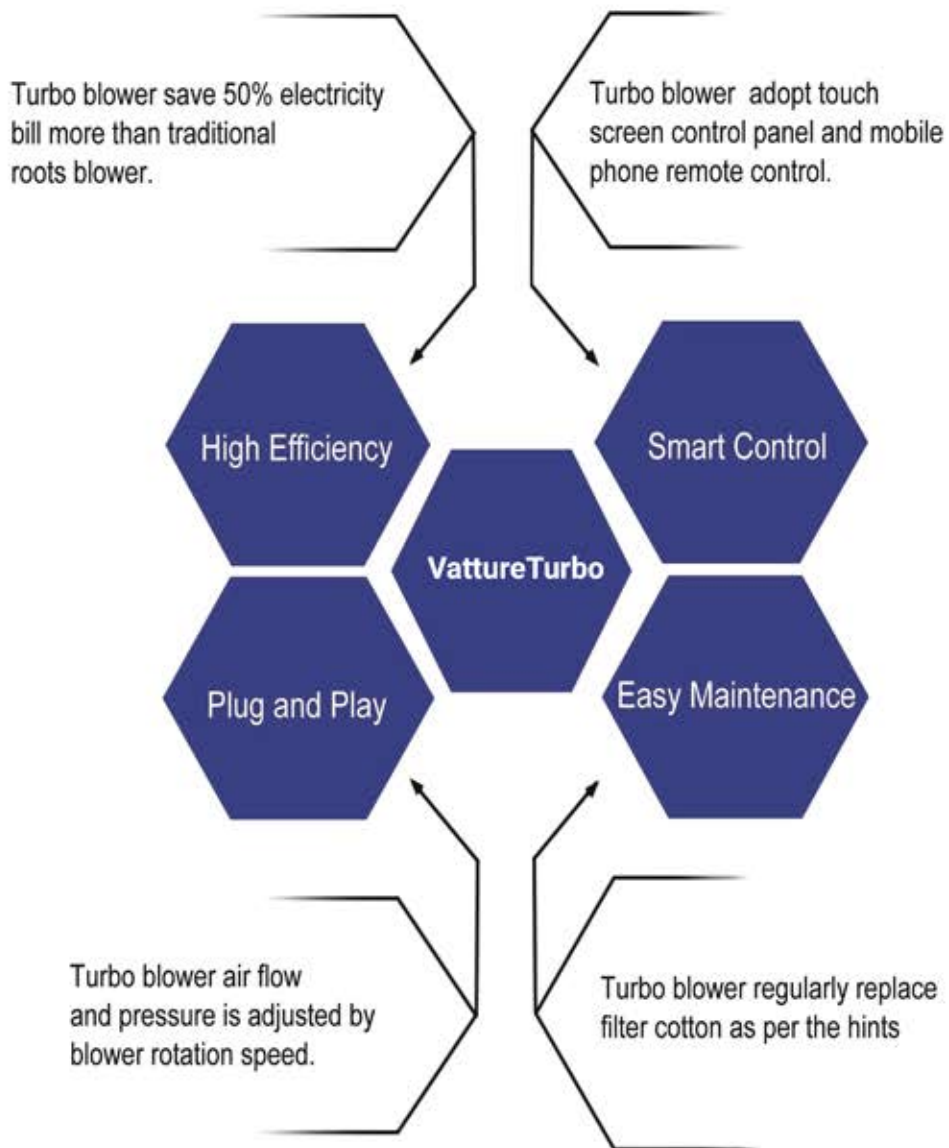 Turbo blower save 50% electricity
bill more than traditional
roots blower.
Turbo blower adopt touch
screen control panel and mobile
phone remote control.
High Efficiency
Smart Control
VattureTurbo
Plug and Play
Easy Maintenance
Turbo blower air flow
and pressure is adjusted by
blower rotation speed.
Turbo blower regularly replace
filter cotton as per the hints